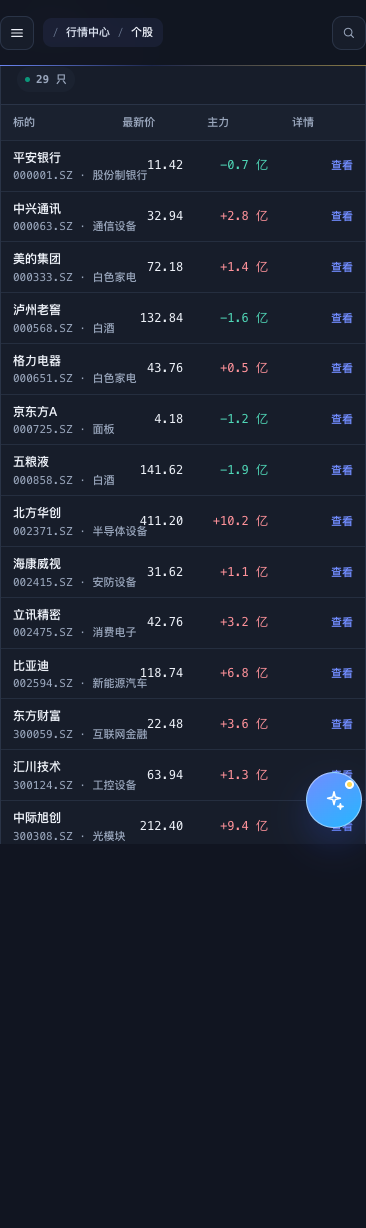 / 行情中心 / 个股
29 只
标的 最新价 主力 详情
平安银行
000001.SZ · 股份制银行 11.42 −0.7 亿 查看
中兴通讯
000063.SZ · 通信设备 32.94 +2.8 亿 查看
美的集团
000333.SZ · 白色家电 72.18 +1.4 亿 查看
泸州老窖
000568.SZ · 白酒 132.84 −1.6 亿 查看
格力电器
000651.SZ · 白色家电 43.76 +0.5 亿 查看
京东方A
000725.SZ · 面板 4.18 −1.2 亿 查看
五粮液
000858.SZ · 白酒 141.62 −1.9 亿 查看
北方华创
002371.SZ · 半导体设备 411.20 +10.2 亿 查看
海康威视
002415.SZ · 安防设备 31.62 +1.1 亿 查看
立讯精密
002475.SZ · 消费电子 42.76 +3.2 亿 查看
比亚迪
002594.SZ · 新能源汽车 118.74 +6.8 亿 查看
东方财富
300059.SZ · 互联网金融 22.48 +3.6 亿 查看
汇川技术
300124.SZ · 工控设备 63.94 +1.3 亿 查看
中际旭创
300308.SZ · 光模块 212.40 +9.4 亿 查看